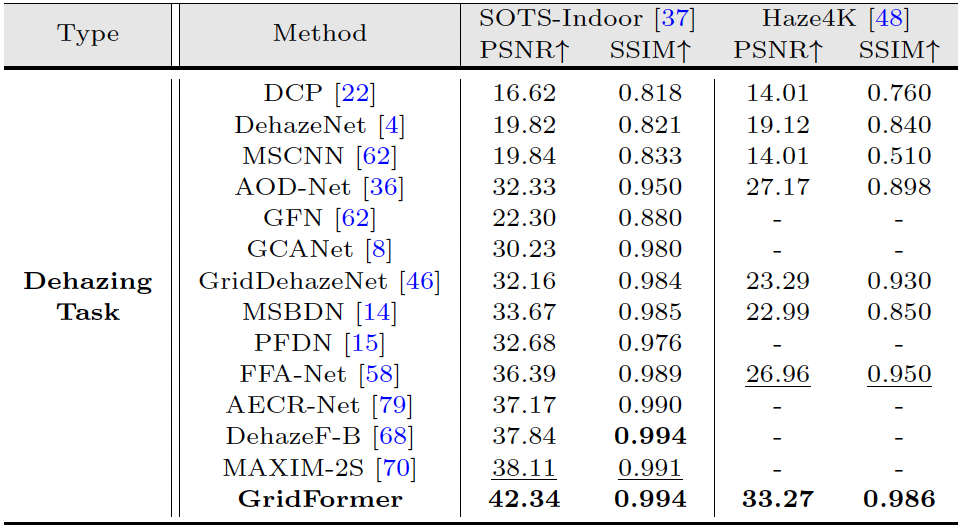 Type Method SOTS-Indoor [37] Haze4K [48]
PSNR↑ SSIM↑ PSNR↑ SSIM↑
DCP [22] 16.62 0.818 14.01 0.760
DehazeNet [4] 19.82 0.821 19.12 0.840
MSCNN [62] 19.84 0.833 14.01 0.510
AOD-Net [36] 32.33 0.950 27.17 0.898
GFN [62] 22.30 0.880 - -
GCANet [8] 30.23 0.980 - -
Dehazing GridDehazeNet [46] 32.16 0.984 23.29 0.930
Task MSBDN [14] 33.67 0.985 22.99 0.850
PFDN [15] 32.68 0.976 - -
FFA-Net [58] 36.39 0.989 26.96 0.950
AECR-Net [79] 37.17 0.990 - -
DehazeF-B [68] 37.84 0.994 - -
MAXIM-2S [70] 38.11 0.991 - -
GridFormer 42.34 0.994 33.27 0.986